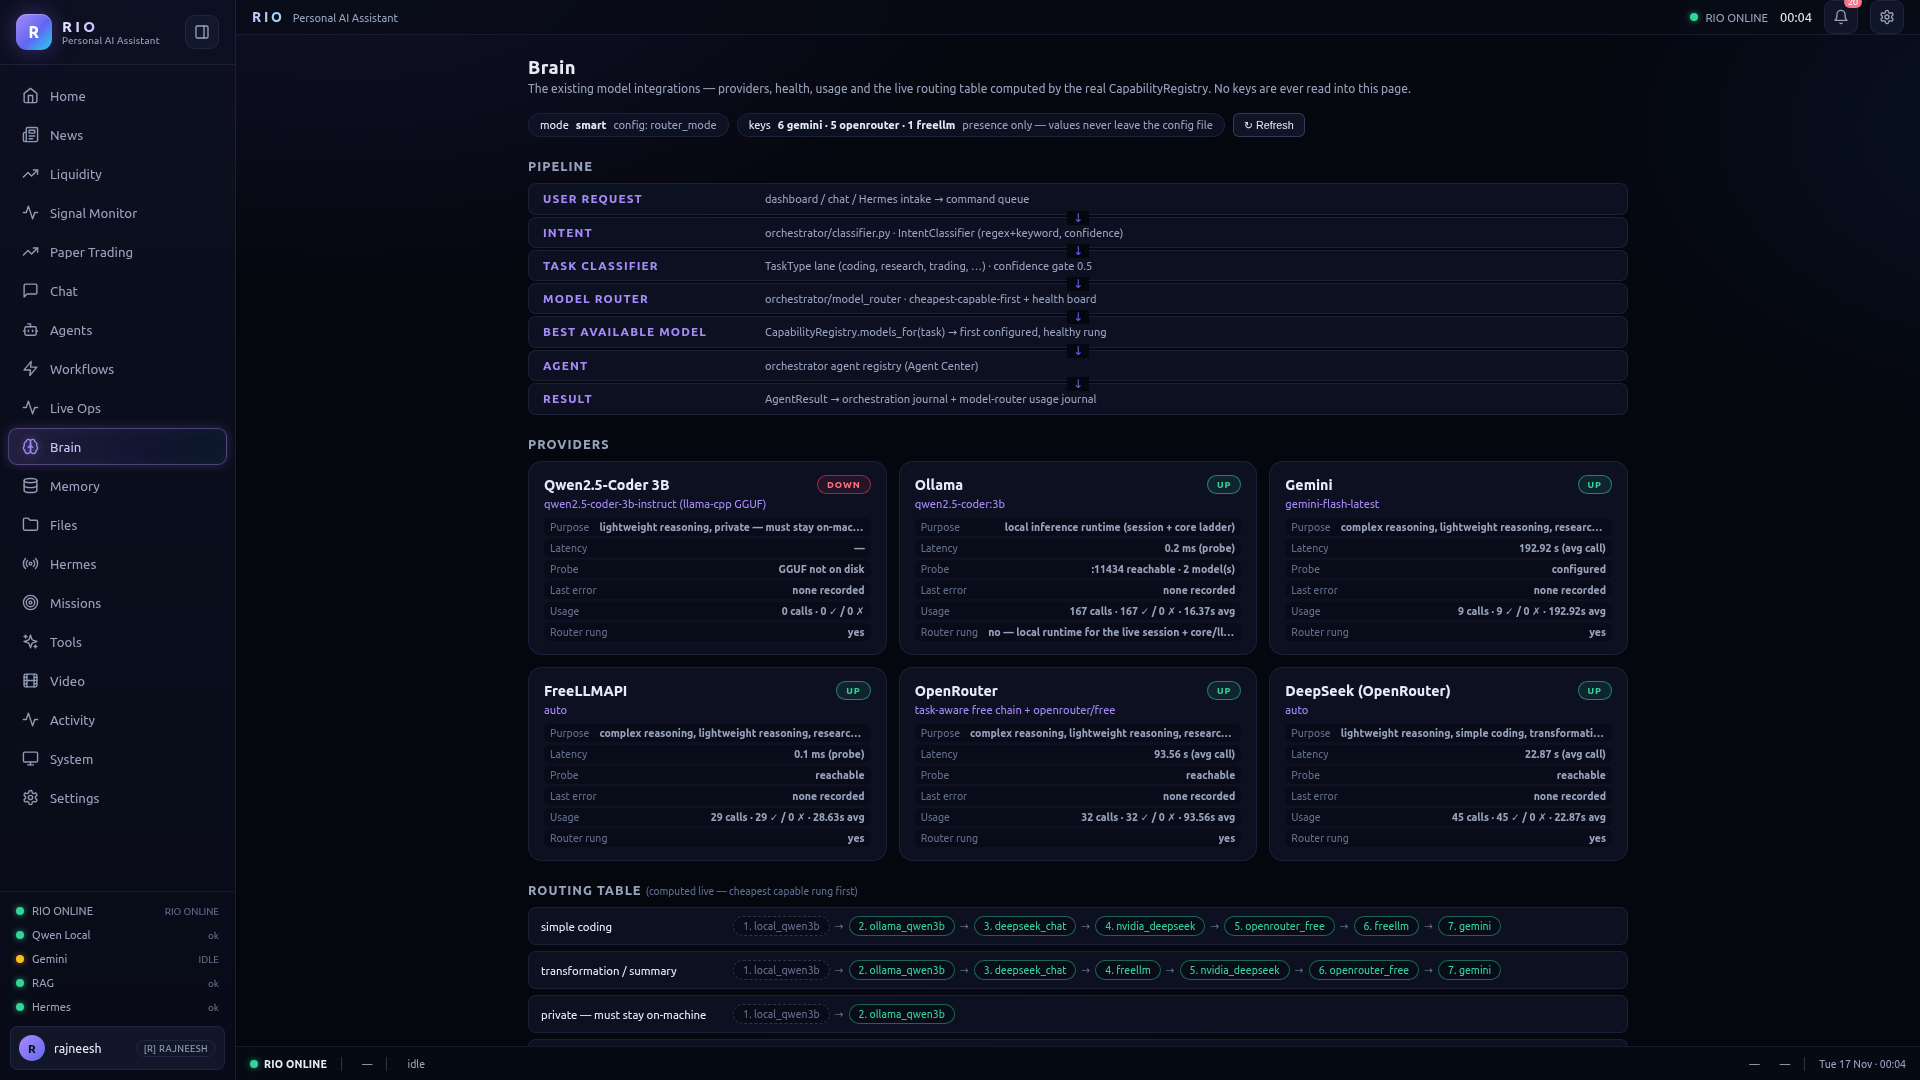 R
RIO
Personal AI Assistant
RIO Personal AI Assistant
RIO ONLINE 00:04
20
Home
News
Liquidity
Signal Monitor
Paper Trading
Chat
Agents
Workflows
Live Ops
Brain
Memory
Files
Hermes
Missions
Tools
Video
Activity
System
Settings
RIO ONLINE RIO ONLINE
Qwen Local ok
Gemini IDLE
RAG ok
Hermes ok
R rajneesh [R] RAJNEESH
Brain
The existing model integrations — providers, health, usage and the live routing table computed by the real CapabilityRegistry. No keys are ever read into this page.
mode smart config: router_mode
keys 6 gemini · 5 openrouter · 1 freellm presence only — values never leave the config file
↻ Refresh
PIPELINE
USER REQUEST dashboard / chat / Hermes intake → command queue
↓
INTENT orchestrator/classifier.py · IntentClassifier (regex+keyword, confidence)
↓
TASK CLASSIFIER TaskType lane (coding, research, trading, …) · confidence gate 0.5
↓
MODEL ROUTER orchestrator/model_router · cheapest-capable-first + health board
↓
BEST AVAILABLE MODEL CapabilityRegistry.models_for(task) → first configured, healthy rung
↓
AGENT orchestrator agent registry (Agent Center)
↓
RESULT AgentResult → orchestration journal + model-router usage journal
PROVIDERS
Qwen2.5-Coder 3B DOWN
qwen2.5-coder-3b-instruct (llama-cpp GGUF)
Purpose lightweight reasoning, private — must stay on-mac…
Latency —
Probe GGUF not on disk
Last error none recorded
Usage 0 calls · 0 ✓ / 0 ✗
Router rung yes
Ollama UP
qwen2.5-coder:3b
Purpose local inference runtime (session + core ladder)
Latency 0.2 ms (probe)
Probe :11434 reachable · 2 model(s)
Last error none recorded
Usage 167 calls · 167 ✓ / 0 ✗ · 16.37s avg
Router rung no — local runtime for the live session + core/ll…
Gemini UP
gemini-flash-latest
Purpose complex reasoning, lightweight reasoning, researc…
Latency 192.92 s (avg call)
Probe configured
Last error none recorded
Usage 9 calls · 9 ✓ / 0 ✗ · 192.92s avg
Router rung yes
FreeLLMAPI UP
auto
Purpose complex reasoning, lightweight reasoning, researc…
Latency 0.1 ms (probe)
Probe reachable
Last error none recorded
Usage 29 calls · 29 ✓ / 0 ✗ · 28.63s avg
Router rung yes
OpenRouter UP
task-aware free chain + openrouter/free
Purpose complex reasoning, lightweight reasoning, researc…
Latency 93.56 s (avg call)
Probe reachable
Last error none recorded
Usage 32 calls · 32 ✓ / 0 ✗ · 93.56s avg
Router rung yes
DeepSeek (OpenRouter) UP
auto
Purpose lightweight reasoning, simple coding, transformati…
Latency 22.87 s (avg call)
Probe reachable
Last error none recorded
Usage 45 calls · 45 ✓ / 0 ✗ · 22.87s avg
Router rung yes
ROUTING TABLE (computed live — cheapest capable rung first)
simple coding 1. local_qwen3b → 2. ollama_qwen3b → 3. deepseek_chat → 4. nvidia_deepseek → 5. openrouter_free → 6. freellm → 7. gemini
transformation / summary 1. local_qwen3b → 2. ollama_qwen3b → 3. deepseek_chat → 4. freellm → 5. nvidia_deepseek → 6. openrouter_free → 7. gemini
private — must stay on-machine 1. local_qwen3b → 2. ollama_qwen3b
RIO ONLINE — idle
— — Tue 17 Nov · 00:04